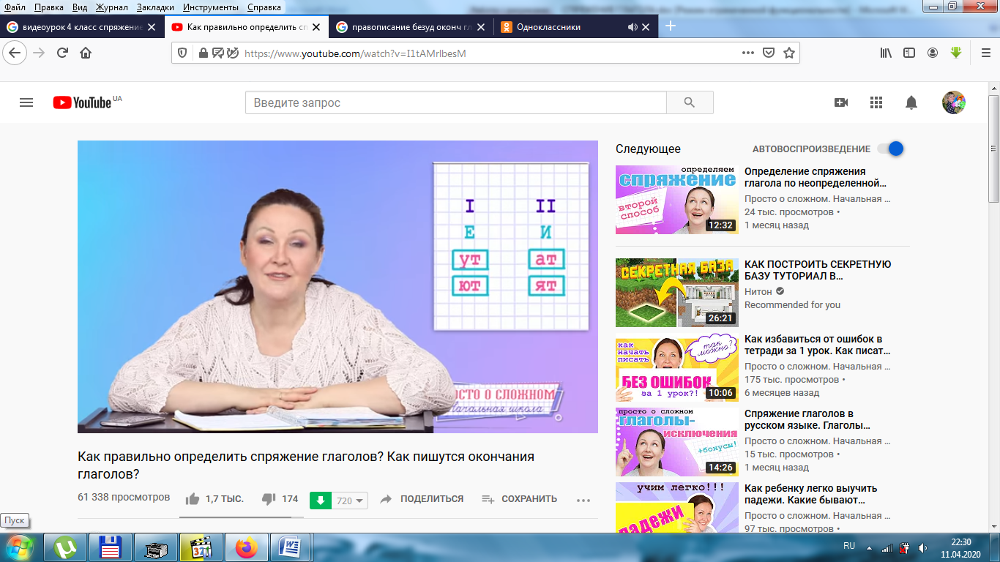 Файл Правка Вид Журнал Закладки Инструменты Справка
видеоурок 4 класс спряжение
Как правильно определить сп
правописание безуд оконч гл
Одноклассники
https://www.youtube.com/watch?v=I1tAMrlbesM
YouTube UA
Введите запрос
I II
Е И
ут ат
ют ят
ПРОСТО О СЛОЖНОМ
Начальная школа
Как правильно определить спряжение глаголов? Как пишутся окончания
глаголов?
61 338 просмотров
1,7 ТЫС.
174
720
ПОДЕЛИТЬСЯ
СОХРАНИТЬ
Следующее
АВТОВОСПРОИЗВЕДЕНИЕ
определяем
спряжение
второй
способ
12:32
Определение спряжения
глагола по неопределенной...
Просто о сложном. Начальная ...
24 тыс. просмотров •
1 месяц назад
СЕКРЕТНАЯ БАЗА
26:21
КАК ПОСТРОИТЬ СЕКРЕТНУЮ
БАЗУ ТУТОРИАЛ В...
Нитон
Recommended for you
как
начать
писать
так
можно?
БЕЗ ОШИБОК
за 1 урок?!
10:06
Как избавиться от ошибок в
тетради за 1 урок. Как писат...
Просто о сложном. Начальная ...
175 тыс. просмотров •
6 месяцев назад
просто о сложном
глаголы-
исключения
+бонусы!
14:26
Спряжение глаголов в
русском языке. Глаголы...
Просто о сложном. Начальная ...
15 тыс. просмотров •
1 месяц назад
учим легко!!!
падежи
Как ребенку легко выучить
падежи. Какие бывают...
Просто о сложном. Начальная ...
97 тыс. просмотров •
Пуск
RU
22:30
11.04.2020